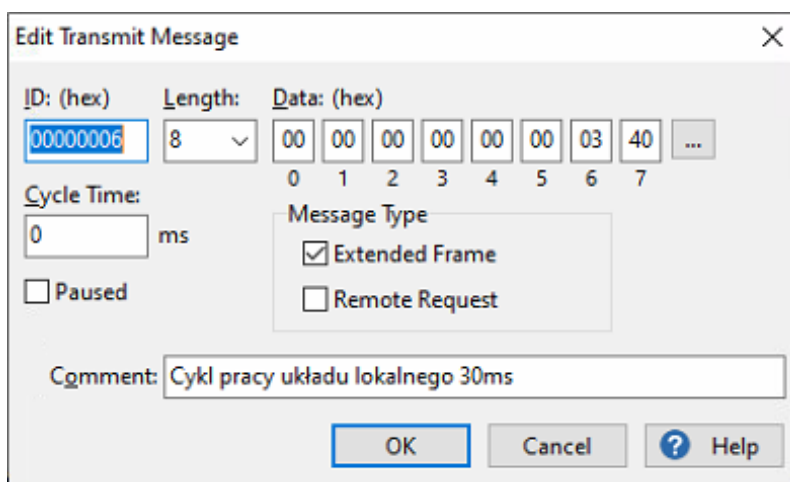 Edit Transmit Message
ID: (hex) Length: Data: (hex)
00000006 8 00 00 00 00 00 00 03 40 ...
0 1 2 3 4 5 6 7
Cycle Time:
0 ms
Message Type
Extended Frame
Paused
Remote Request
Comment: Cykl pracy układu lokalnego 30ms
OK Cancel ? Help